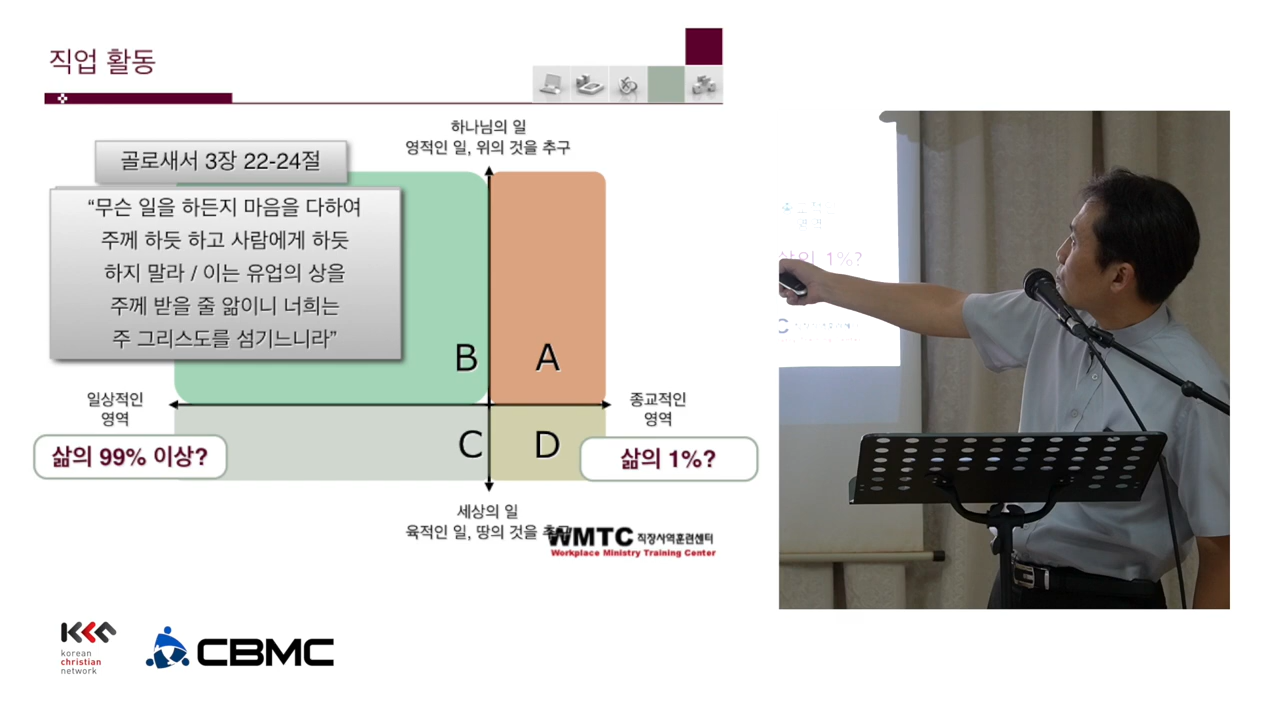 직업 활동
하나님의 일
영적인 일, 위의 것을 추구
골로새서 3장 22-24절
“무슨 일을 하든지 마음을 다하여
주께 하듯 하고 사람에게 하듯
하지 말라 / 이는 유업의 상을
주께 받을 줄 앎이니 너희는
주 그리스도를 섬기느니라”
B
A
일상적인
영역
종교적인
영역
C
D
삶의 99% 이상?
삶의 1%?
세상의 일
육적인 일, 땅의 것을
WMTC 직장사역훈련센터
Workplace Ministry Training Center
삶의 1%?
C
kcn
korean
christian
network
CBMC